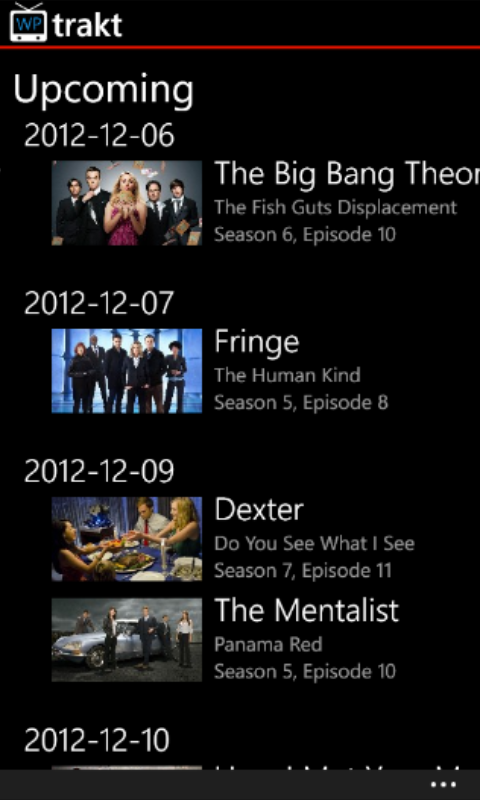 WP trakt
Upcoming
2012-12-06
The Big Bang Theor
The Fish Guts Displacement
Season 6, Episode 10
2012-12-07
Fringe
The Human Kind
Season 5, Episode 8
2012-12-09
Dexter
Do You See What I See
Season 7, Episode 11
The Mentalist
Panama Red
Season 5, Episode 10
2012-12-10